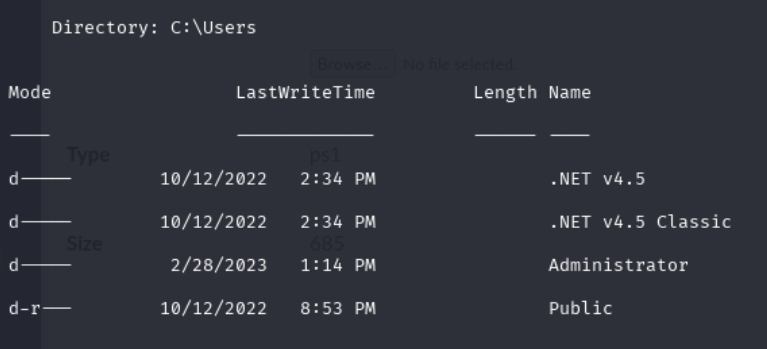 Directory: C:\Users
Browse... No file selected.
Mode LastWriteTime Length Name
---- ------------- ------ ----
Type ps1
d----- 10/12/2022 2:34 PM .NET v4.5
d----- 10/12/2022 2:34 PM .NET v4.5 Classic
Size 685
d----- 2/28/2023 1:14 PM Administrator
d-r--- 10/12/2022 8:53 PM Public